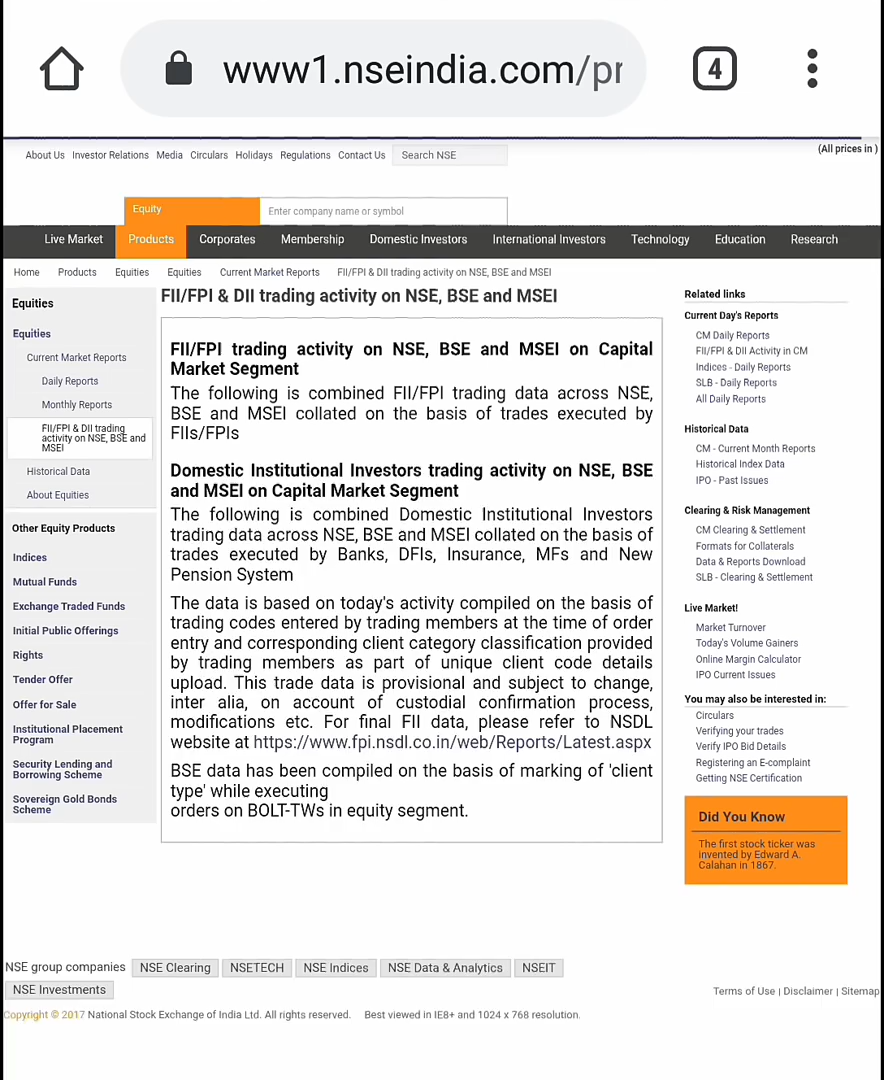 www1.nseindia.com/pr
4
(All prices in )
About Us Investor Relations Media Circulars Holidays Regulations Contact Us Search NSE
Equity Enter company name or symbol
Live Market Products Corporates Membership Domestic Investors International Investors Technology Education Research
Home Products Equities Equities Current Market Reports FII/FPI & DII trading activity on NSE, BSE and MSEI
Equities
Equities
Current Market Reports
Daily Reports
Monthly Reports
FII/FPI & DII trading
activity on NSE, BSE and
MSEI
Historical Data
About Equities
Other Equity Products
Indices
Mutual Funds
Exchange Traded Funds
Initial Public Offerings
Rights
Tender Offer
Offer for Sale
Institutional Placement
Program
Security Lending and
Borrowing Scheme
Sovereign Gold Bonds
Scheme
FII/FPI & DII trading activity on NSE, BSE and MSEI
FII/FPI trading activity on NSE, BSE and MSEI on Capital
Market Segment
The following is combined FII/FPI trading data across NSE,
BSE and MSEI collated on the basis of trades executed by
FIIs/FPIs
Domestic Institutional Investors trading activity on NSE, BSE
and MSEI on Capital Market Segment
The following is combined Domestic Institutional Investors
trading data across NSE, BSE and MSEI collated on the basis of
trades executed by Banks, DFIs, Insurance, MFs and New
Pension System
The data is based on today's activity compiled on the basis of
trading codes entered by trading members at the time of order
entry and corresponding client category classification provided
by trading members as part of unique client code details
upload. This trade data is provisional and subject to change,
inter alia, on account of custodial confirmation process,
modifications etc. For final FII data, please refer to NSDL
website at https://www.fpi.nsdl.co.in/web/Reports/Latest.aspx
BSE data has been compiled on the basis of marking of 'client
type' while executing
orders on BOLT-TWs in equity segment.
Related links
Current Day's Reports
CM Daily Reports
FII/FPI & DII Activity in CM
Indices - Daily Reports
SLB - Daily Reports
All Daily Reports
Historical Data
CM - Current Month Reports
Historical Index Data
IPO - Past Issues
Clearing & Risk Management
CM Clearing & Settlement
Formats for Collaterals
Data & Reports Download
SLB - Clearing & Settlement
Live Market!
Market Turnover
Today's Volume Gainers
Online Margin Calculator
IPO Current Issues
You may also be interested in:
Circulars
Verifying your trades
Verify IPO Bid Details
Registering an E-complaint
Getting NSE Certification
Did You Know
The first stock ticker was
invented by Edward A.
Calahan in 1867.
NSE group companies NSE Clearing NSETECH NSE Indices NSE Data & Analytics NSEIT
NSE Investments
Terms of Use | Disclaimer | Sitemap
Copyright © 2017 National Stock Exchange of India Ltd. All rights reserved. Best viewed in IE8+ and 1024 x 768 resolution.